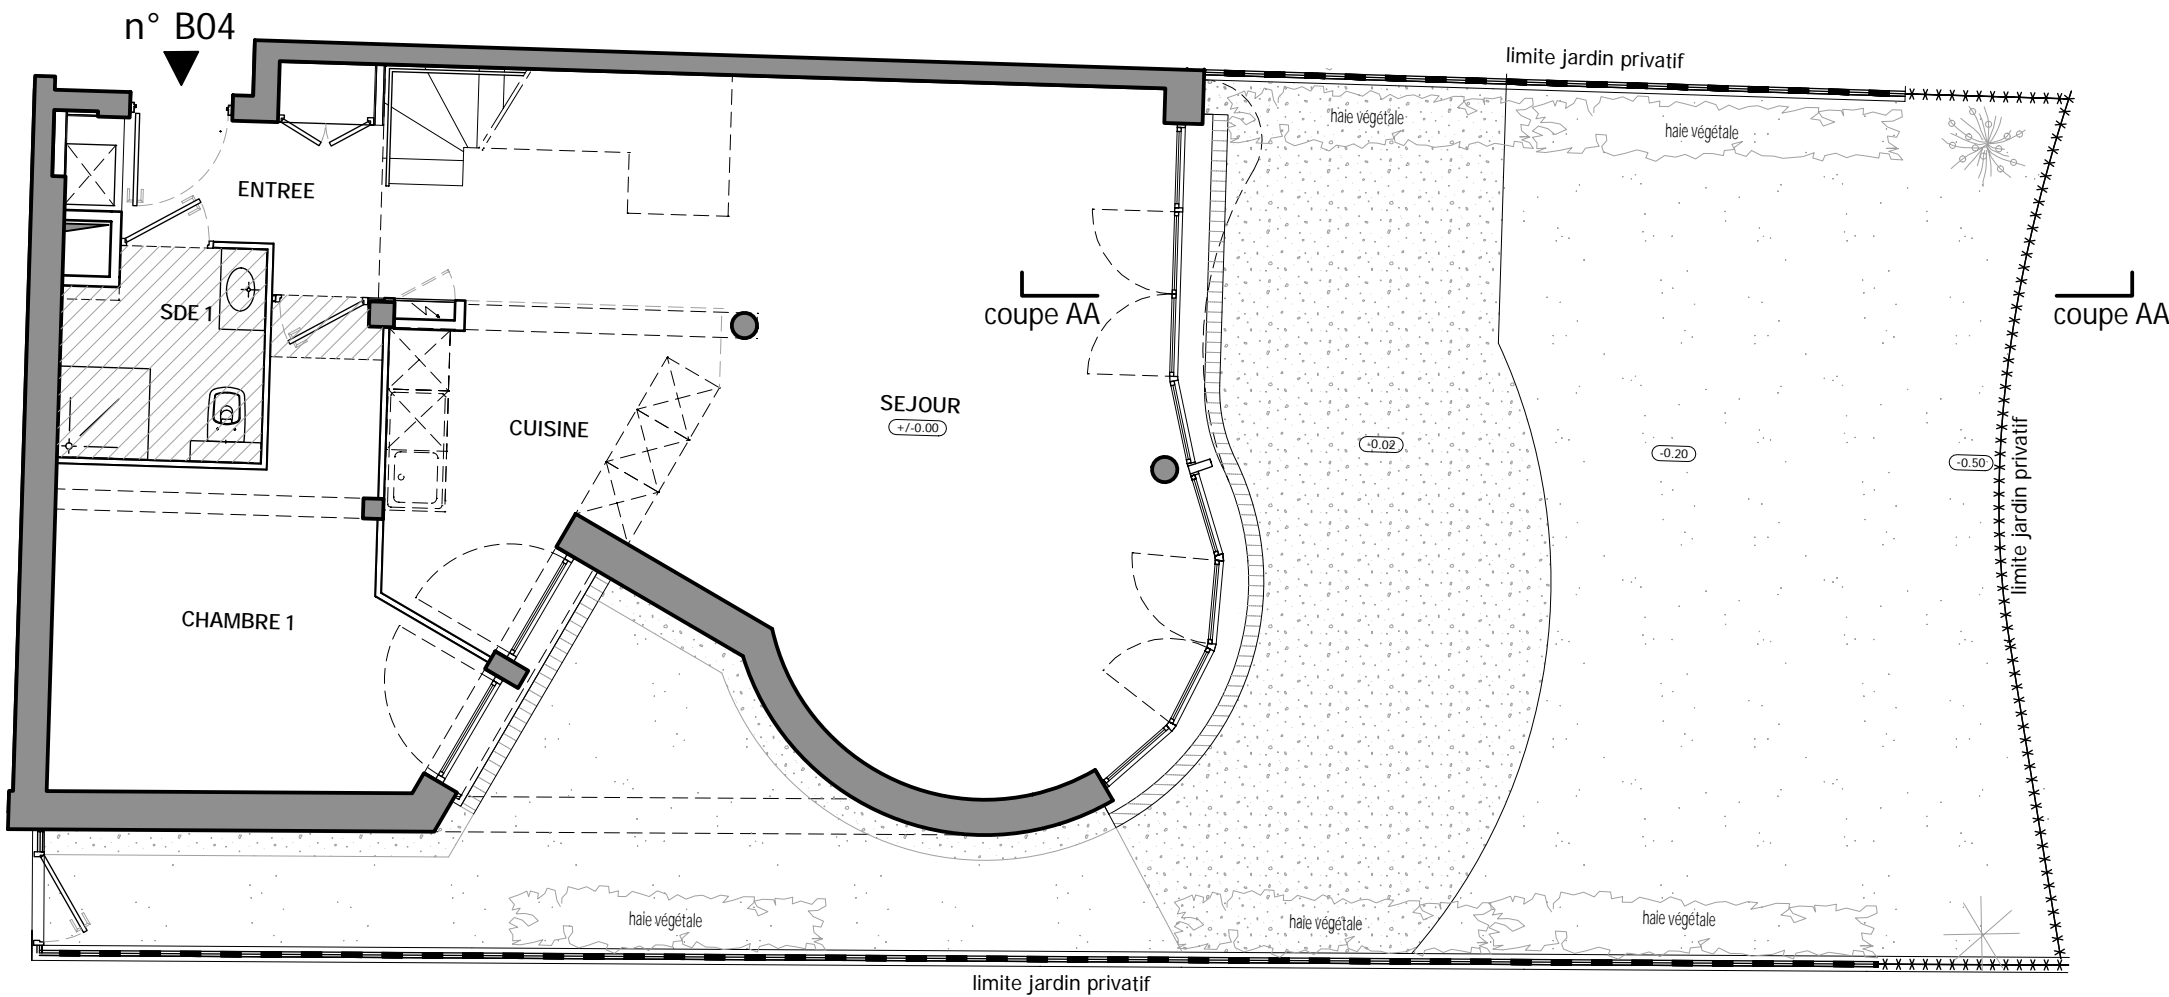 n° B04
limite jardin privatif
haie végétale
haie végétale
ENTREE
SDE 1
coupe AA
coupe AA
CUISINE
SEJOUR
+/-0.00
-0.02
-0.20
-0.50
limite jardin privatif
CHAMBRE 1
haie végétale
haie végétale
haie végétale
limite jardin privatif